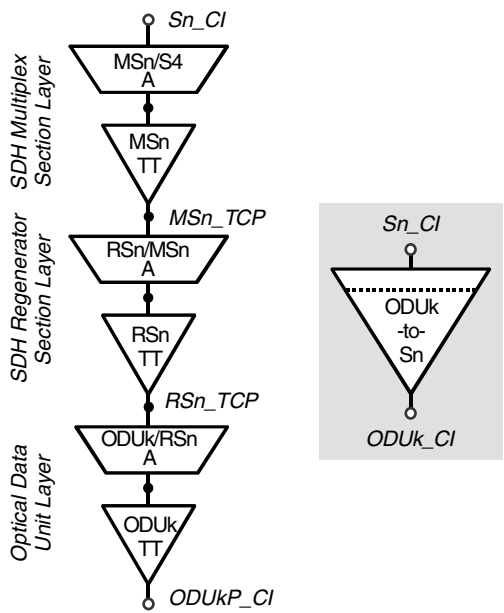 Sn_CI
MSn/S4
A
SDH Multiplex
Section Layer
MSn
TT
MSn_TCP
RSn/MSn
A
SDH Regenerator
Section Layer
RSn
TT
RSn_TCP
ODUk/RSn
A
Optical Data
Unit Layer
ODUk
TT
ODUkP_CI
Sn_CI
ODUk
-to-
Sn
ODUk_CI